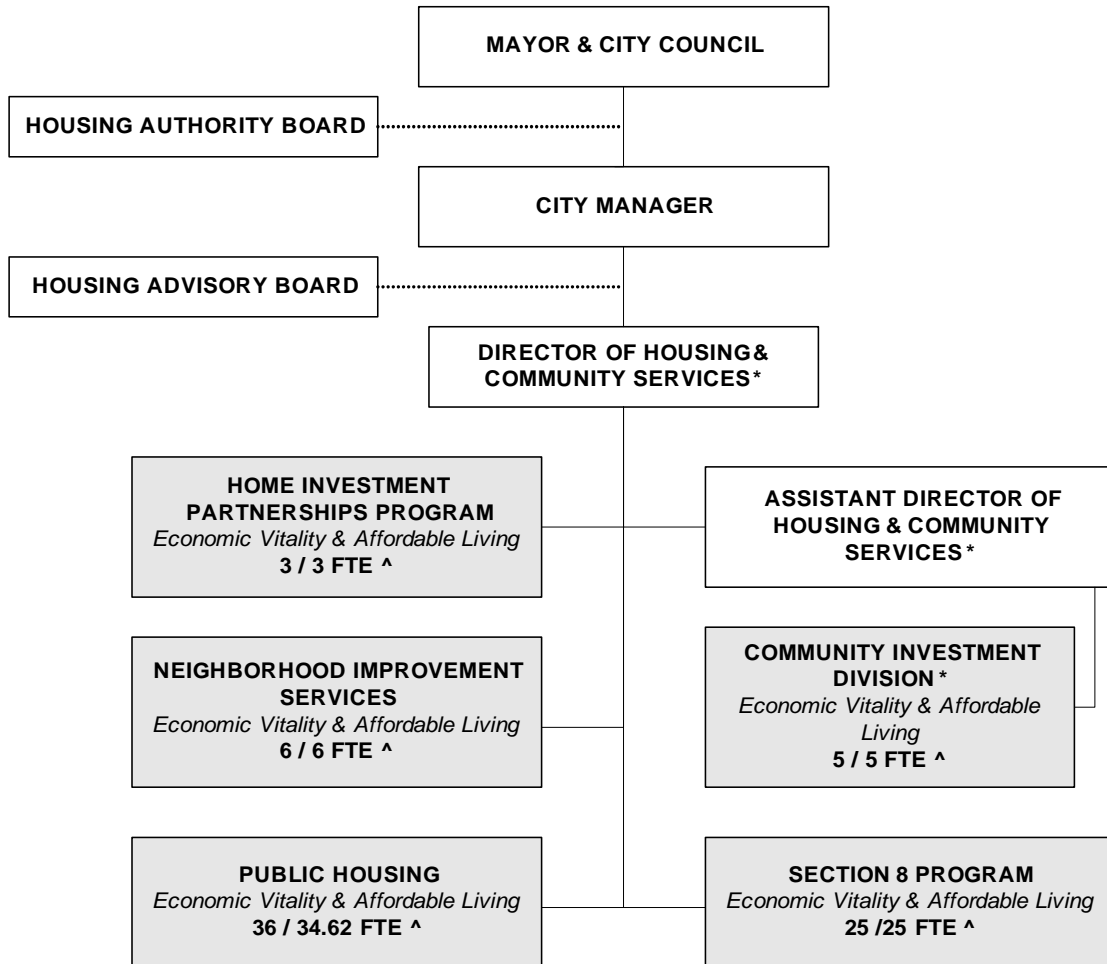 MAYOR & CITY COUNCIL
HOUSING AUTHORITY BOARD
CITY MANAGER
HOUSING ADVISORY BOARD
DIRECTOR OF HOUSING &
COMMUNITY SERVICES*
HOME INVESTMENT
PARTNERSHIPS PROGRAM
Economic Vitality & Affordable Living
3 / 3 FTE ^
ASSISTANT DIRECTOR OF
HOUSING & COMMUNITY
SERVICES*
NEIGHBORHOOD IMPROVEMENT
SERVICES
Economic Vitality & Affordable Living
6 / 6 FTE ^
COMMUNITY INVESTMENT
DIVISION*
Economic Vitality & Affordable
Living
5 / 5 FTE ^
PUBLIC HOUSING
Economic Vitality & Affordable Living
36 / 34.62 FTE ^
SECTION 8 PROGRAM
Economic Vitality & Affordable Living
25 /25 FTE ^